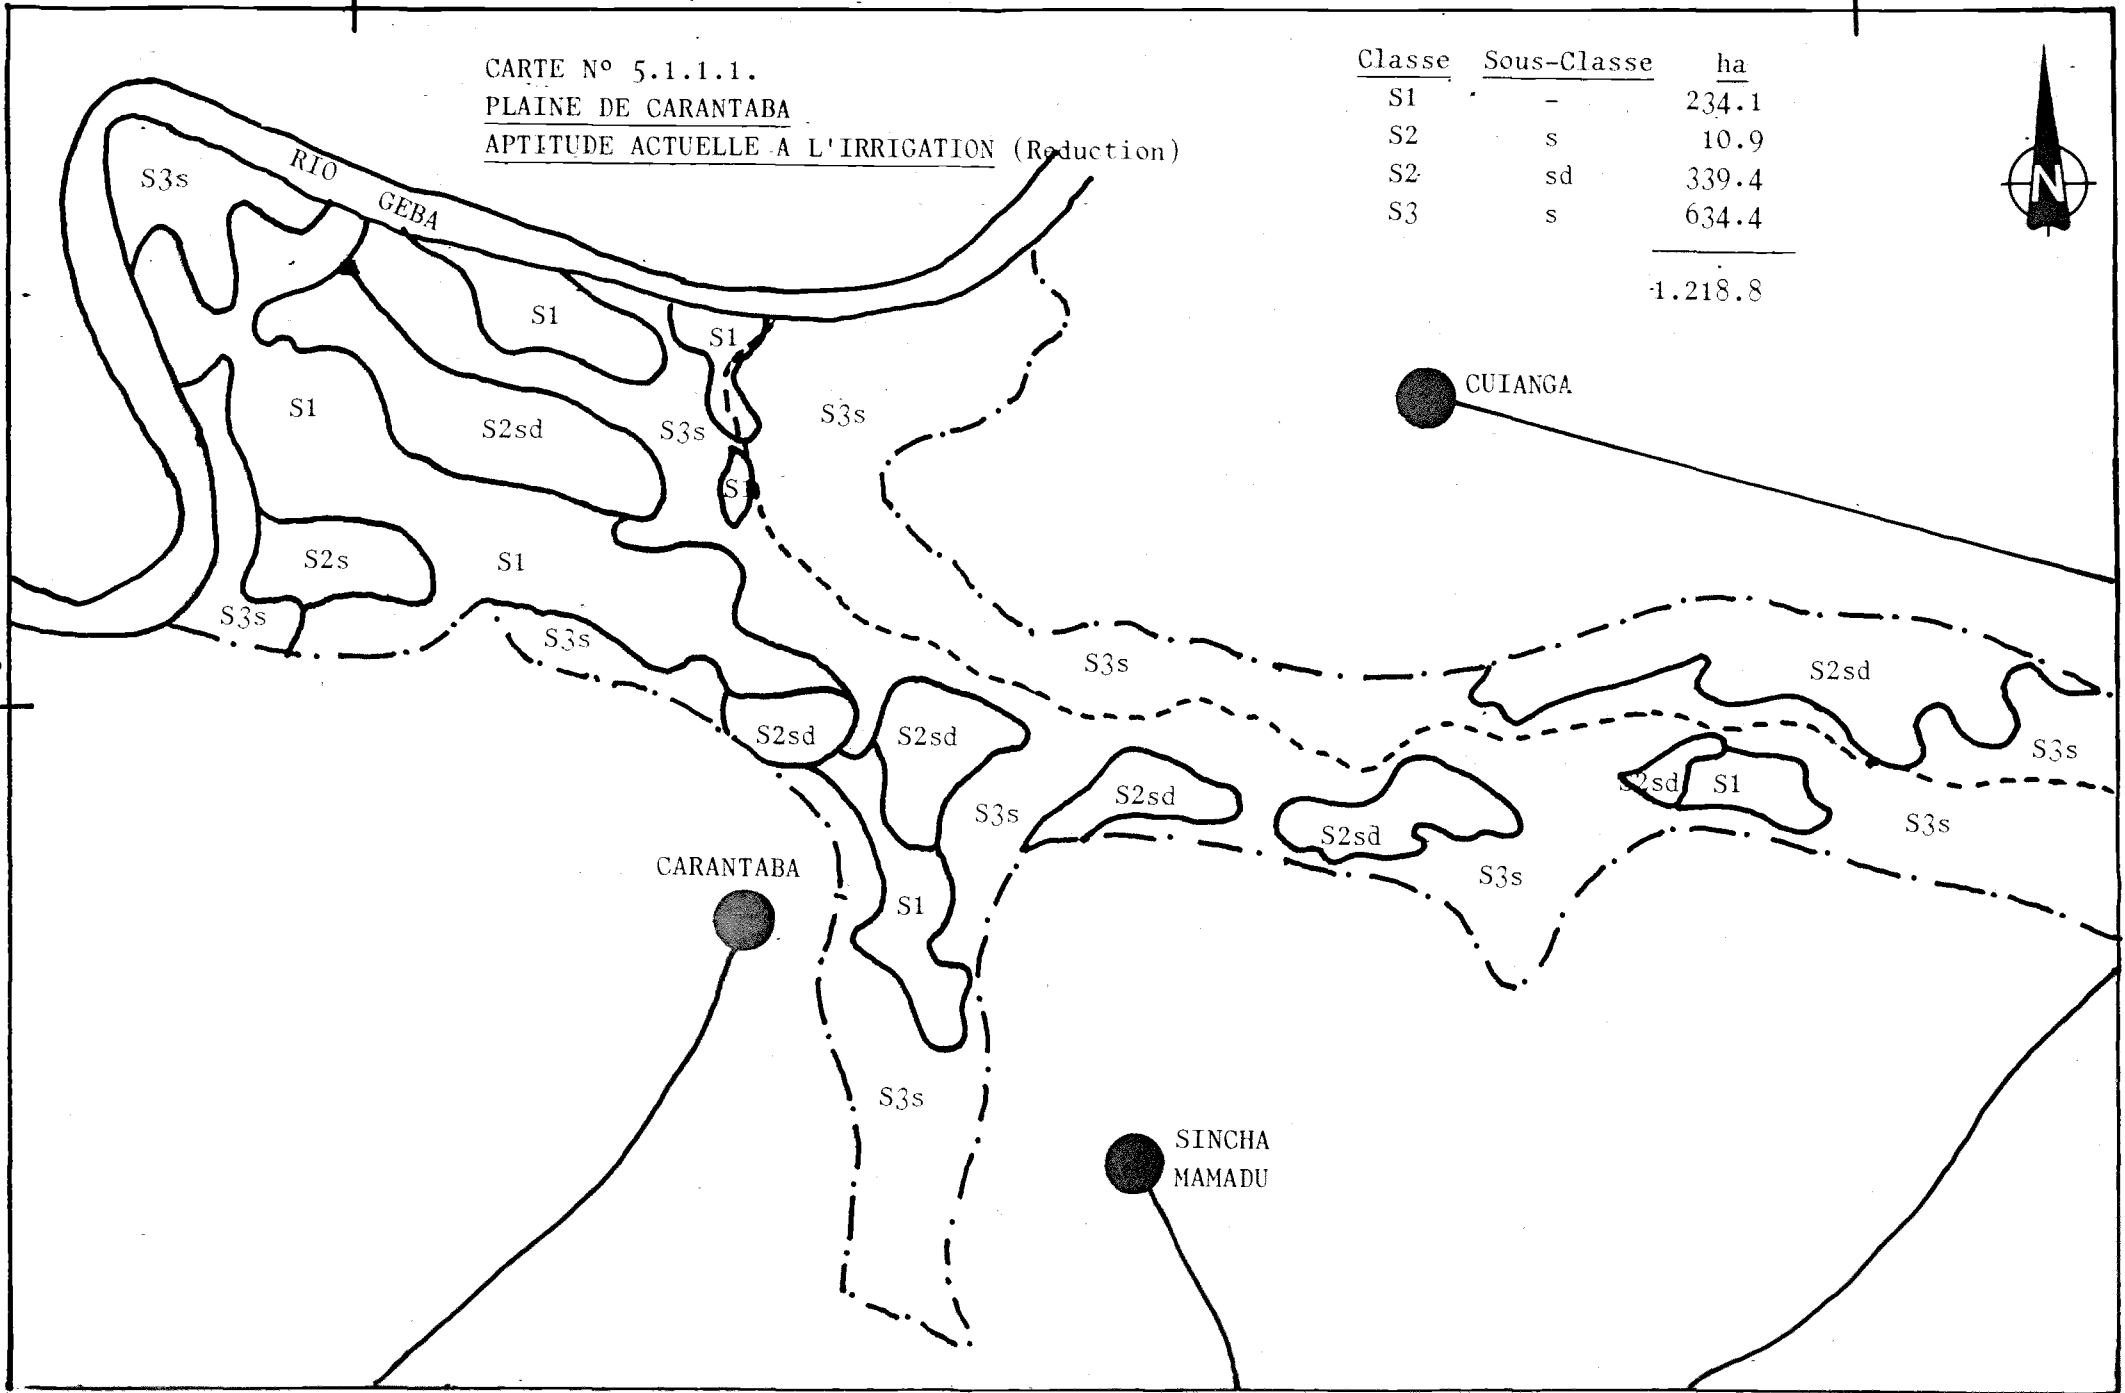 CARTE Nº 5.1.1.1.
PLAINE DE CARANTABA
APTITUDE ACTUELLE A L'IRRIGATION (Reduction)
Classe Sous-Classe ha
S1 - 234.1
S2 s 10.9
S2 sd 339.4
S3 s 634.4
1.218.8
N
RIO GEBA
S3s
S1
S1
CUIANGA
S1
S2sd
S3s
S3s
S1
S2s
S1
S3s
S3s
S3s
S2sd
S2sd
S2sd
S3s
S2sd
S3s
S2sd
S2sd
S1
S3s
CARANTABA
S3s
S1
S3s
SINCHA
MAMADU